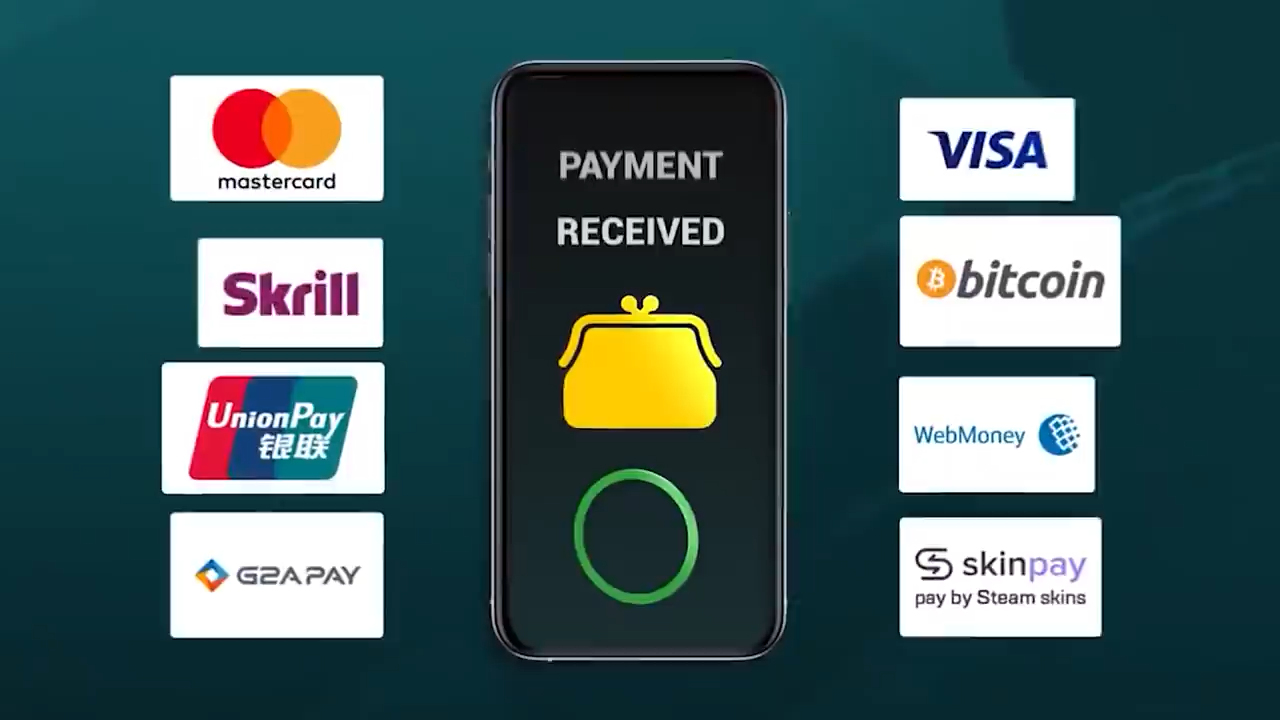 mastercard
Skrill
UnionPay
银联
G2A PAY
PAYMENT
RECEIVED
VISA
bitcoin
WebMoney
skinpay
pay by Steam skins